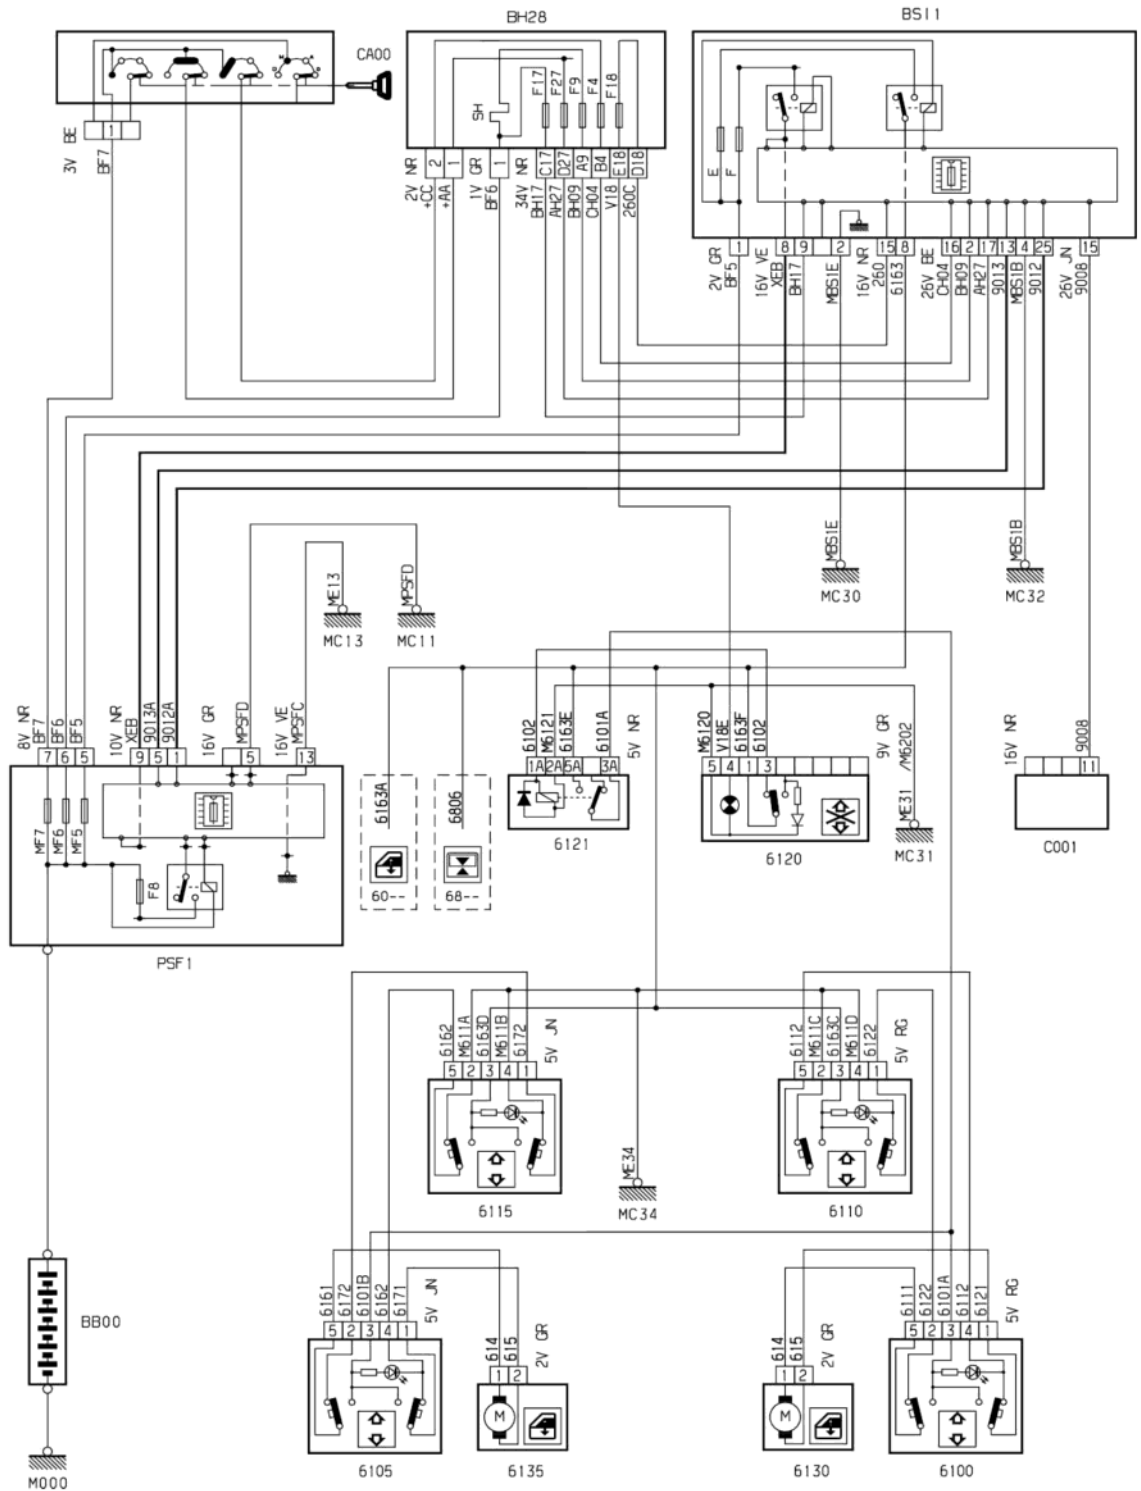 BH28
BSI1
CA00
H A
D
SH
F17
F27
F9
F4
F18
E
F
3V BE
1
BF7
2V NR
2 1
+CC
+AA
1V GR
1
BF6
34V NR
C17 D27 A9 B4 E18 D18
BH17
AH27
BH09
CH04
V18
260C
2V GR
1
BF5
16V VE
8 9 2
XEB
BH17
MBS1E
16V NR
15 8
260
6163
26V BE
16 2 17 13 4 25
CH04
BH09
AH27
9013
MBS1B
9012
26V JN
15
9008
MBS1E
MC30
MBS1B
MC32
ME13
MC13
MPSFD
MC11
8V NR
BF7
BF6
BF5
7 6 5
10V NR
XEB
9013A
9012A
9 5 1
16V GR
MPSFD
5
16V VE
MPSFC
13
MF7
MF6
MF5
F8
PSF1
6163A
60--
6806
68--
6102
M6121
6163E
6101A
5V NR
1A 2A 5A 3A
6121
M6120
V18E
6163F
6102
9V GR
5 4 1 3
6120
ME31 /M6202
MC31
16V NR
9008
11
C001
6162
M611A
6163D
M611B
6172
5V JN
5 2 3 4 1
6115
ME34
MC34
6112
M611C
6163C
M611D
6122
5V RG
5 2 3 4 1
6110
BB00
M000
6161
6172
6101B
6162
6171
5V JN
5 2 3 4 1
6105
614
615
2V GR
1 2
M
6135
614
615
2V GR
1 2
M
6130
6111
6122
6101A
6112
6121
5V RG
5 2 3 4 1
6100